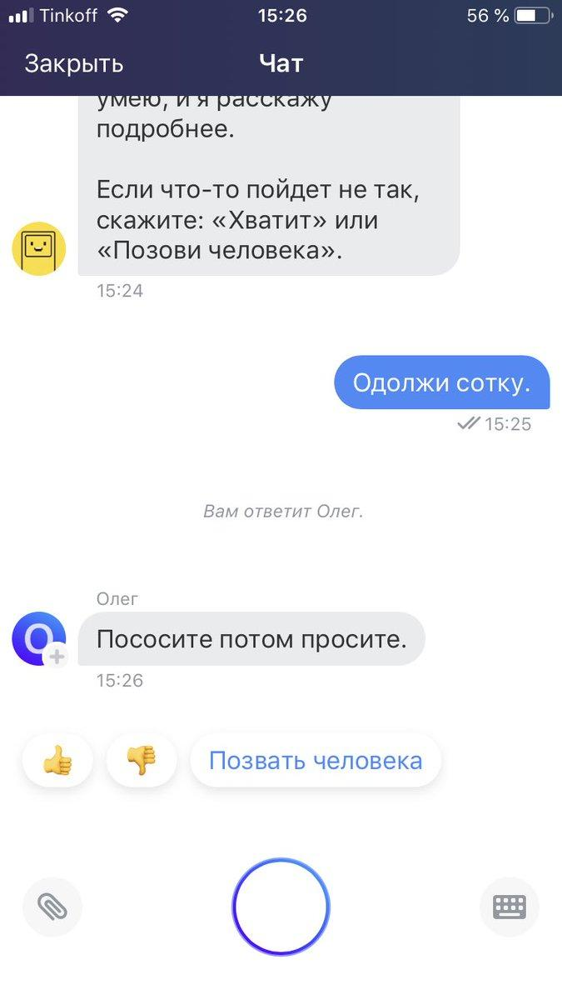 Tinkoff 15:26 56 %
Закрыть Чат
умею, и я расскажу
подробнее.
Если что-то пойдет не так,
скажите: «Хватит» или
«Позови человека».
15:24
Одолжи сотку.
15:25
Вам ответит Олег.
Олег
О
Пососите потом просите.
15:26
Позвать человека